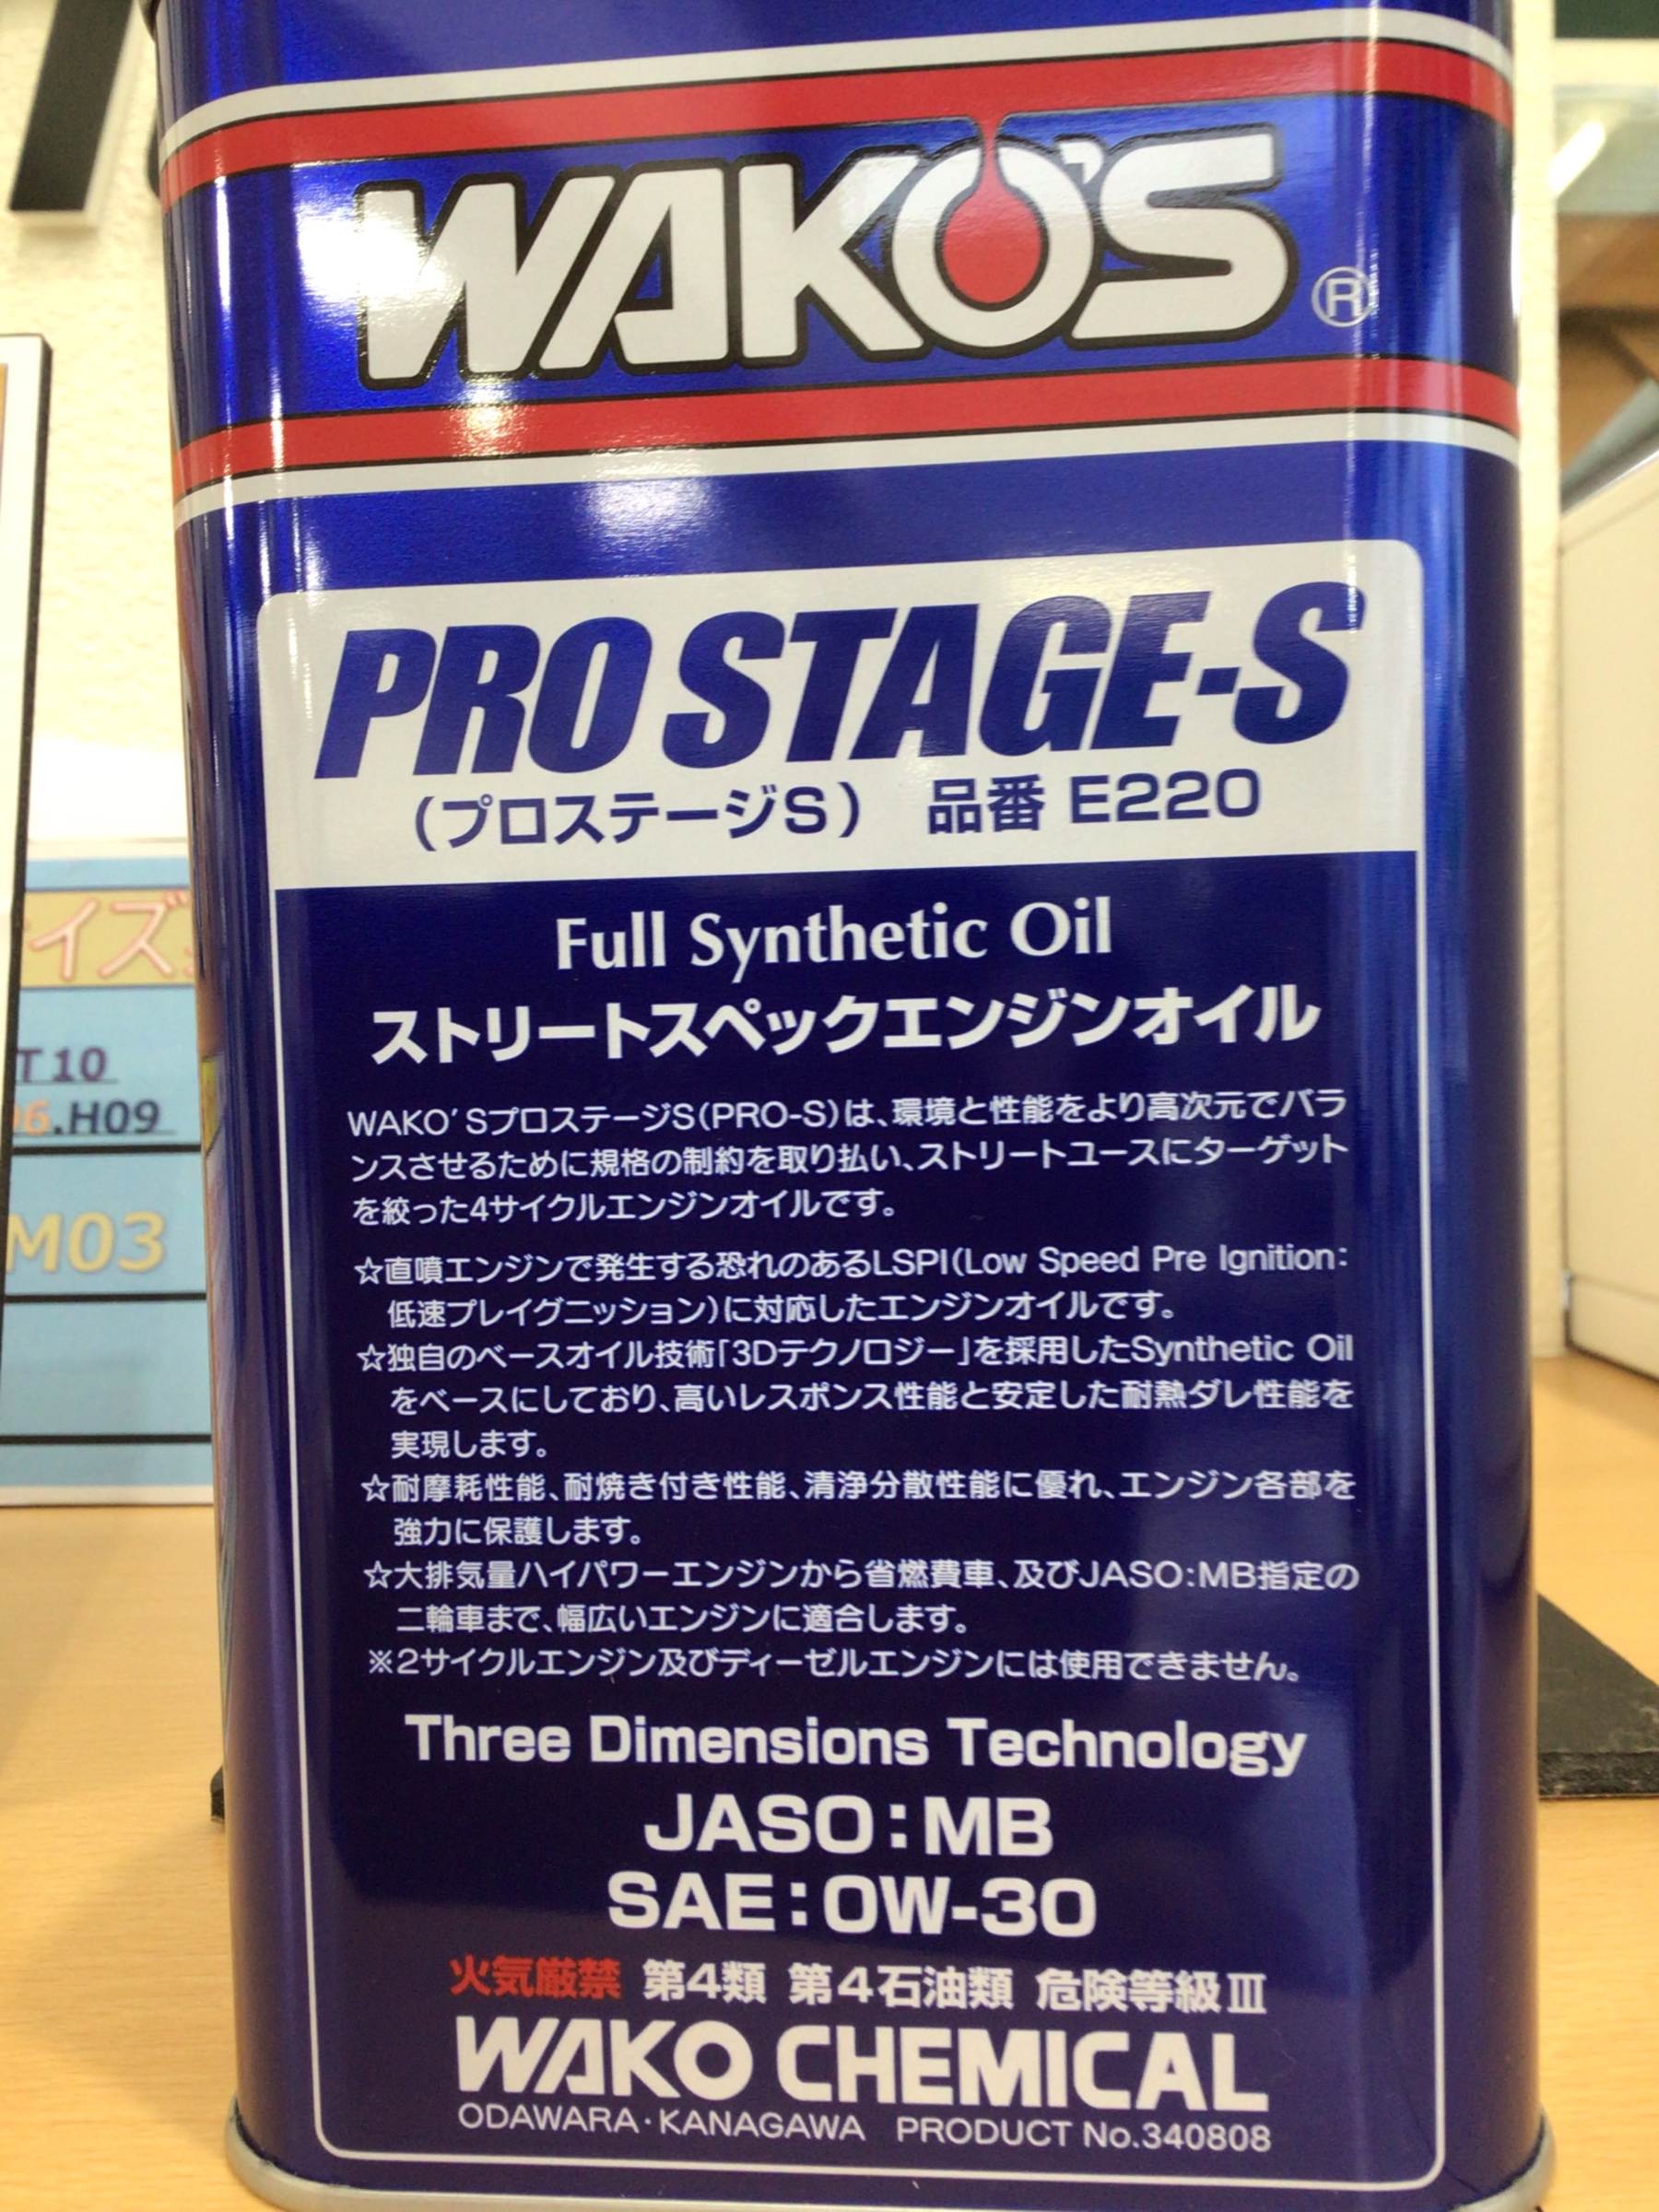 WAKO'S
®
PRO STAGE-S
(プロステージS) 品番 E220
Full Synthetic Oil
ストリートスペックエンジンオイル
WAKO'SプロステージS(PRO-S)は、環境と性能をより高次元でバラ
ンスさせるために規格の制約を取り払い、ストリートユースにターゲット
を絞った4サイクルエンジンオイルです。
☆直噴エンジンで発生する恐れのあるLSPI(Low Speed Pre Ignition:
低速プレイグニッション)に対応したエンジンオイルです。
☆独自のベースオイル技術「3Dテクノロジー」を採用したSynthetic Oil
をベースにしており、高いレスポンス性能と安定した耐熱ダレ性能を
実現します。
☆耐摩耗性能、耐焼き付き性能、清浄分散性能に優れ、エンジン各部を
強力に保護します。
☆大排気量ハイパワーエンジンから省燃費車、及びJASO:MB指定の
二輪車まで、幅広いエンジンに適合します。
※2サイクルエンジン及びディーゼルエンジンには使用できません。
Three Dimensions Technology
JASO:MB
SAE:0W-30
火気厳禁 第4類 第4石油類 危険等級Ⅲ
WAKO CHEMICAL
ODAWARA・KANAGAWA PRODUCT No.340808
イズ
T10
06.H09
M03